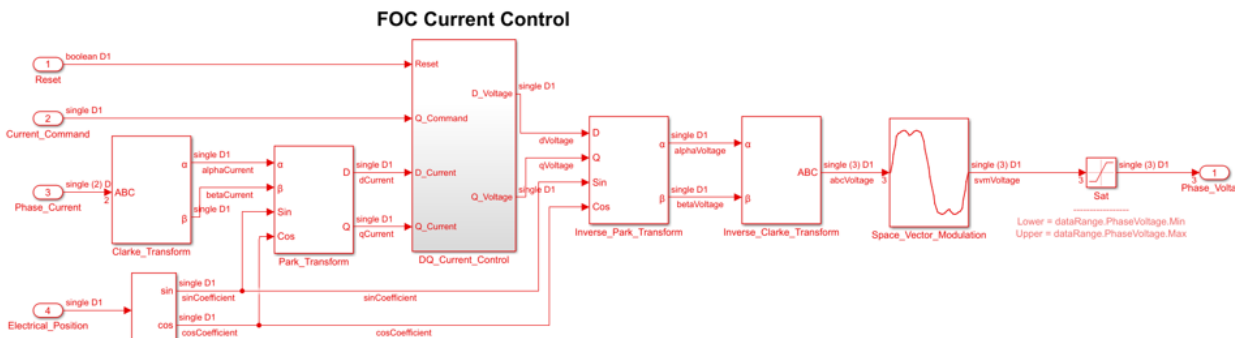 FOC Current Control
boolean D1
1
Reset
single D1
2
Current_Command
single (2) D
2
3
Phase_Current
ABC
α
β
Clarke_Transform
single D1
alphaCurrent
betaCurrent
single D1
α
β
Sin
Cos
D
Q
Park_Transform
single D1
dCurrent
single D1
qCurrent
Reset
Q_Command
D_Current
Q_Current
D_Voltage
Q_Voltage
DQ_Current_Control
single D1
dVoltage
qVoltage
single D1
D
Q
Sin
Cos
α
β
Inverse_Park_Transform
single D1
alphaVoltage
single D1
betaVoltage
α
β
ABC
Inverse_Clarke_Transform
single (3) D1
abcVoltage
3
Space_Vector_Modulation
single (3) D1
svmVoltage
3
Sat
Lower = dataRange.PhaseVoltage.Min
Upper = dataRange.PhaseVoltage.Max
single (3) D1
3
1
Phase_Volta
single D1
4
Electrical_Position
sin
cos
single D1
sinCoefficient
sinCoefficient
single D1
cosCoefficient
cosCoefficient